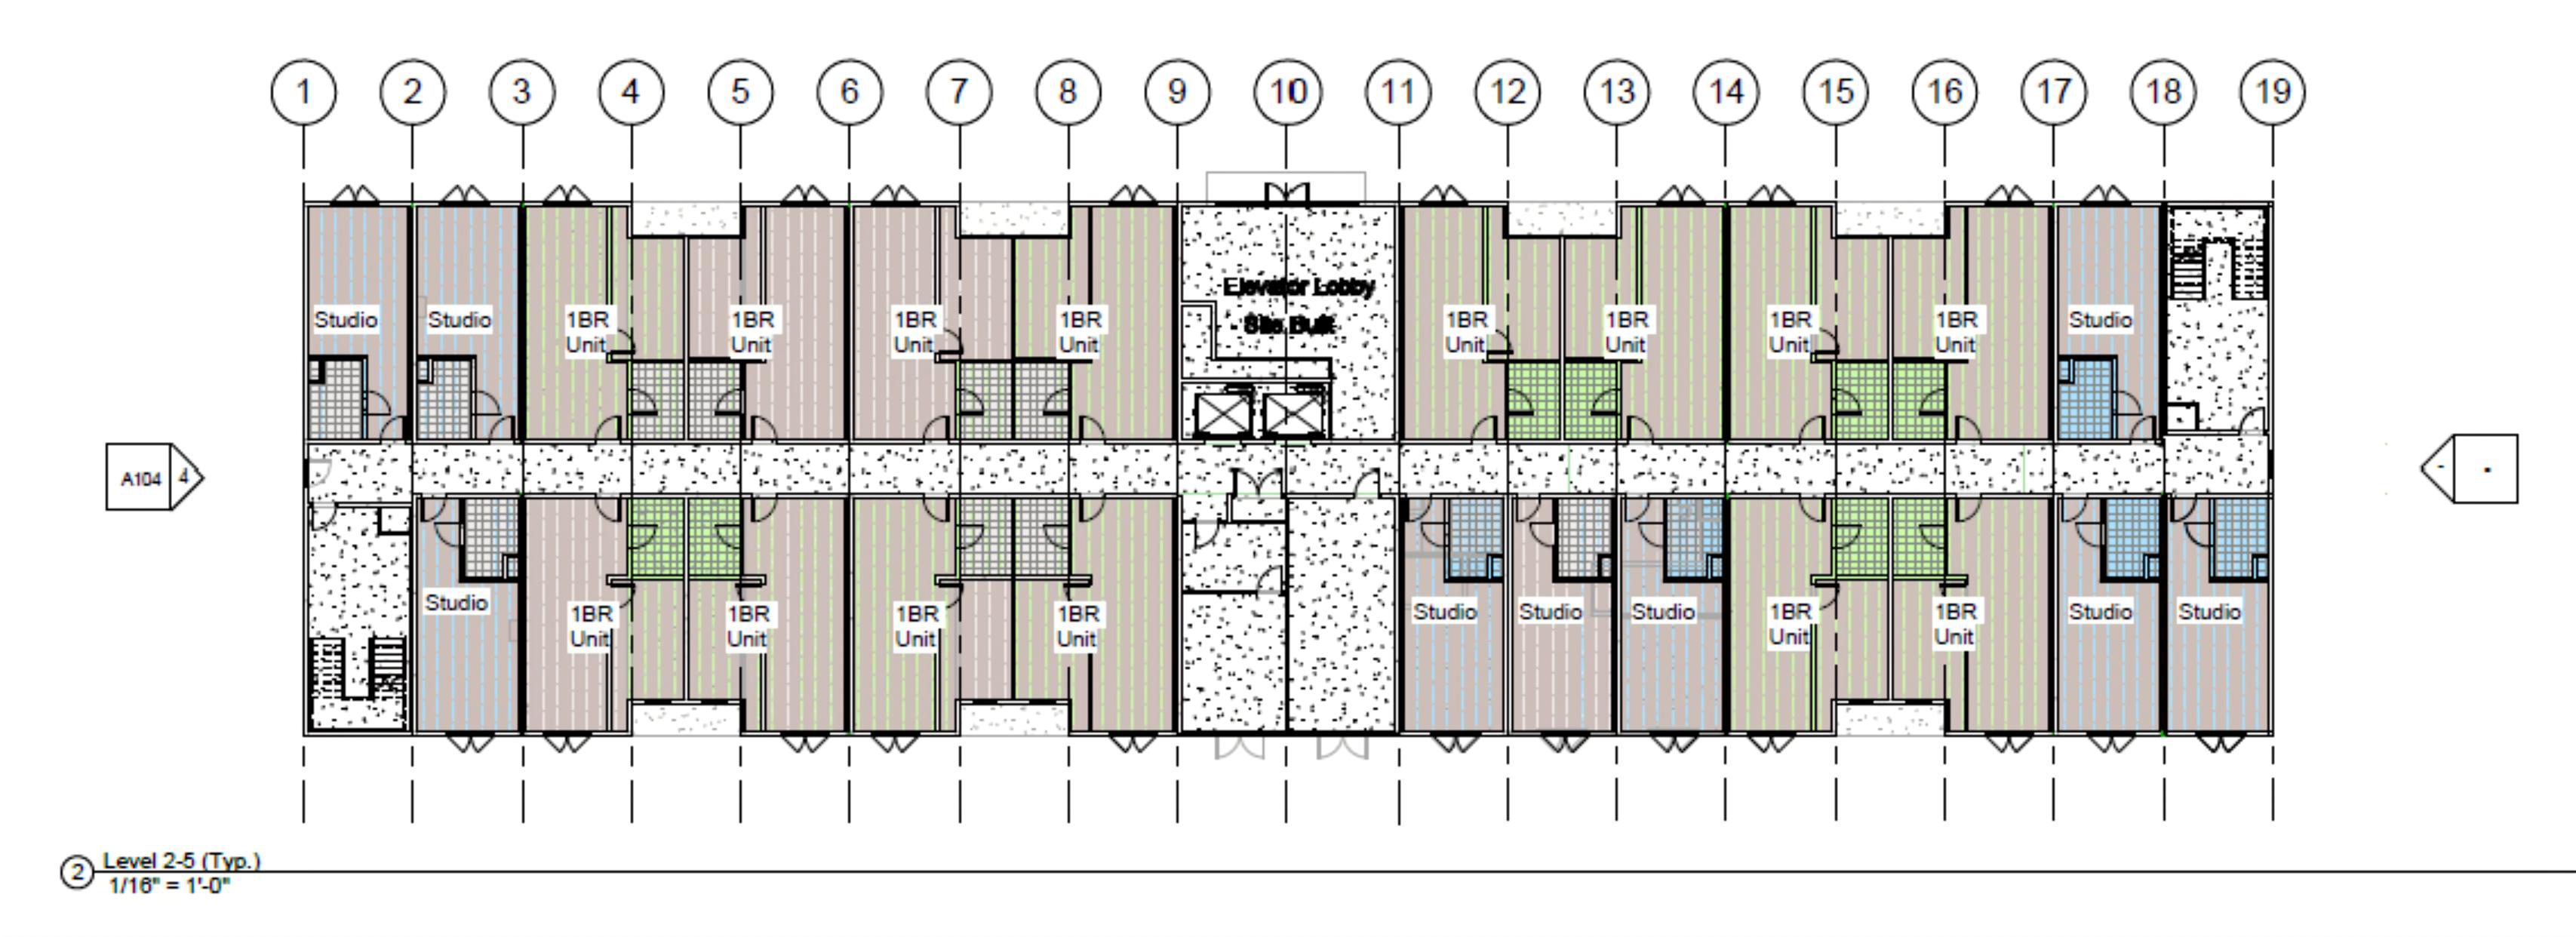 1 2 3 4 5 6 7 8 9 10 11 12 13 14 15 16 17 18 19
Elevator Lobby
Site Built
Studio Studio 1BR Unit 1BR Unit 1BR Unit 1BR Unit 1BR Unit 1BR Unit 1BR Unit 1BR Unit Studio
A104 4
-
Studio 1BR Unit 1BR Unit 1BR Unit 1BR Unit Studio Studio Studio 1BR Unit 1BR Unit Studio Studio
2 Level 2-5 (Typ.)
1/16" = 1'-0"